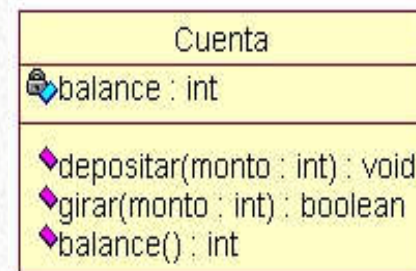 Cuenta
balance : int
depositar(monto : int) : void
girar(monto : int) : boolean
balance() : int